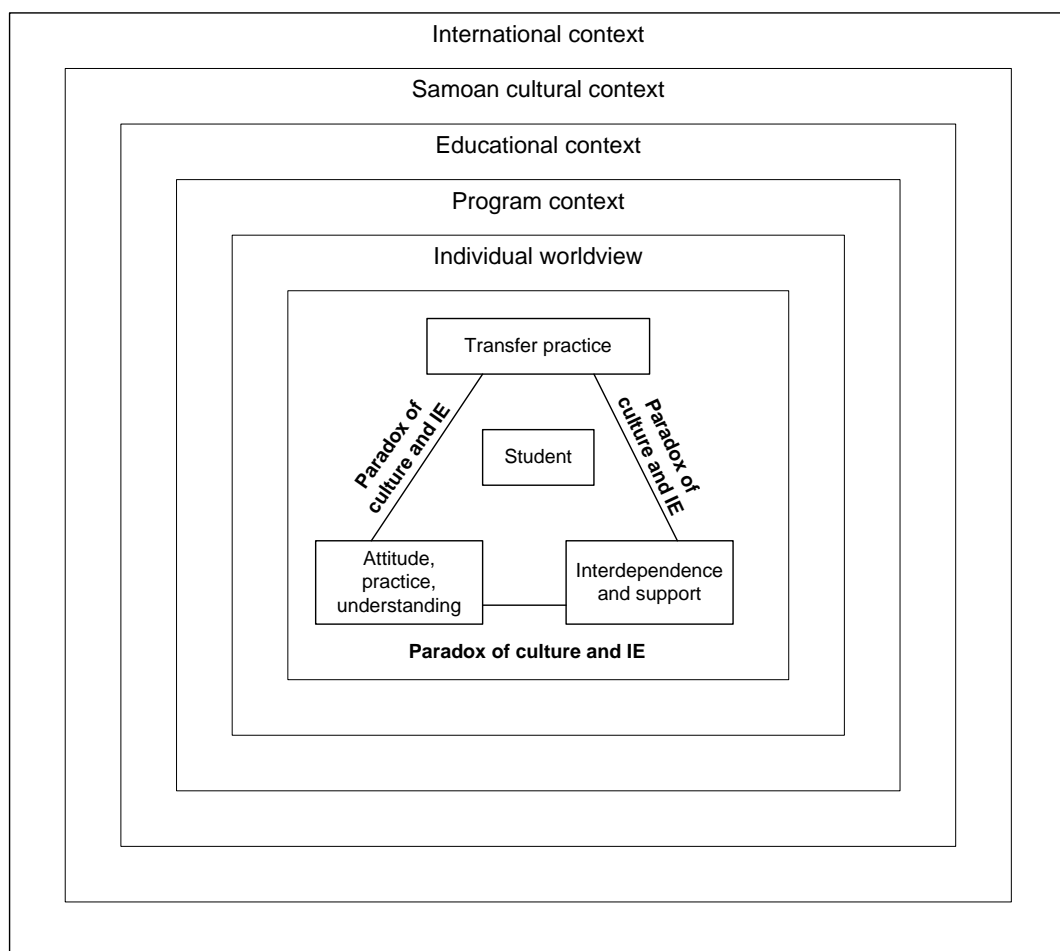 International context
Samoan cultural context
Educational context
Program context
Individual worldview
Transfer practice
Paradox of
culture and IE
Paradox of
culture and IE
Student
Attitude,
practice,
understanding
Interdependence
and support
Paradox of culture and IE